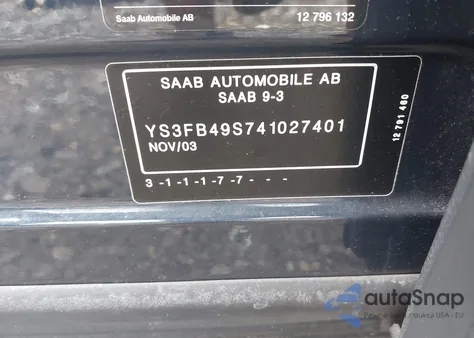 Saab Automobile AB 12 796 132
SAAB AUTOMOBILE AB
SAAB 9-3
YS3FB49S741027401
NOV/03
3 -1 -1 -1 -7 -7 - - -
12 791 460
autoSnap